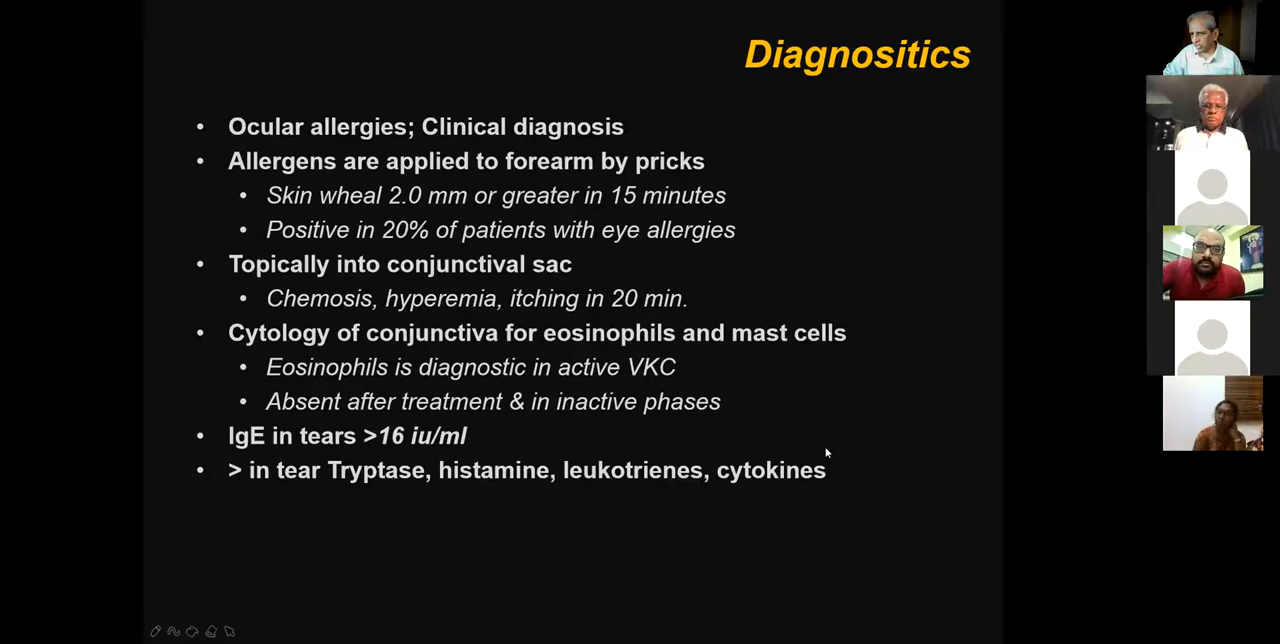 Diagnositics
• Ocular allergies; Clinical diagnosis
• Allergens are applied to forearm by pricks
• Skin wheal 2.0 mm or greater in 15 minutes
• Positive in 20% of patients with eye allergies
• Topically into conjunctival sac
• Chemosis, hyperemia, itching in 20 min.
• Cytology of conjunctiva for eosinophils and mast cells
• Eosinophils is diagnostic in active VKC
• Absent after treatment & in inactive phases
• IgE in tears >16 iu/ml
• > in tear Tryptase, histamine, leukotrienes, cytokines